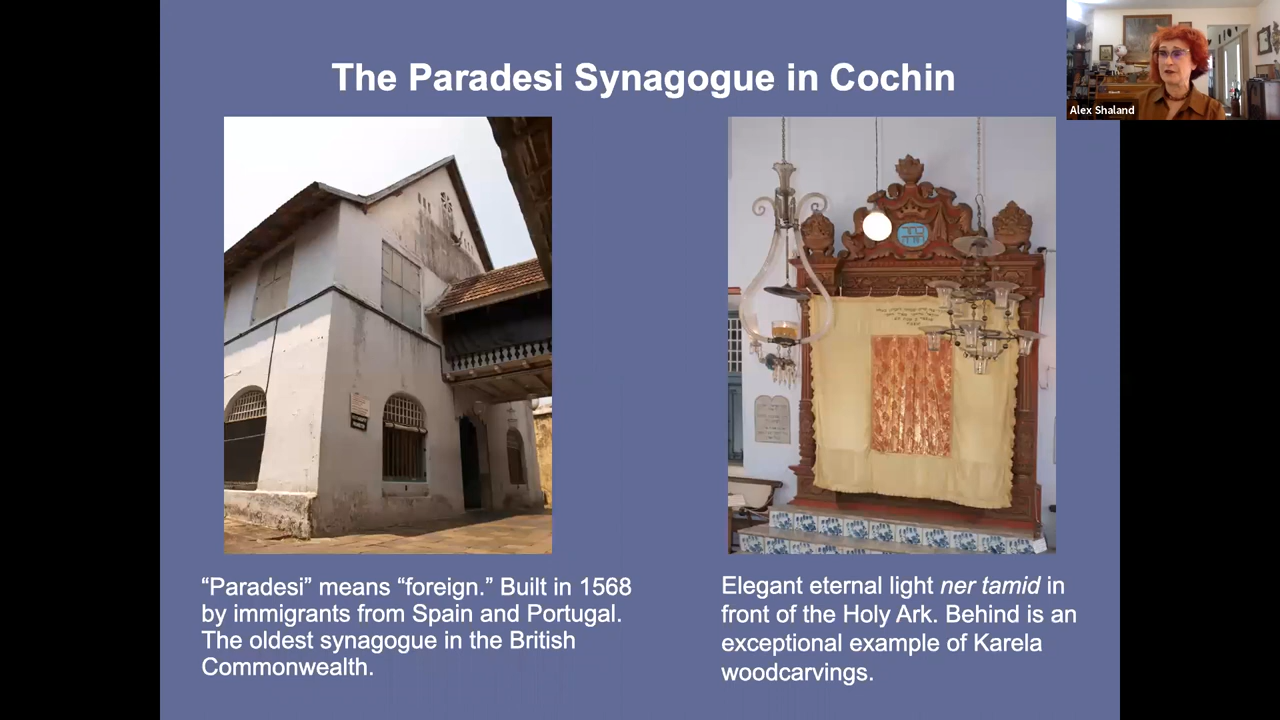 The Paradesi Synagogue in Cochin
Alex Shaland
“Paradesi” means “foreign.” Built in 1568
by immigrants from Spain and Portugal.
The oldest synagogue in the British
Commonwealth.
Elegant eternal light ner tamid in
front of the Holy Ark. Behind is an
exceptional example of Karela
woodcarvings.